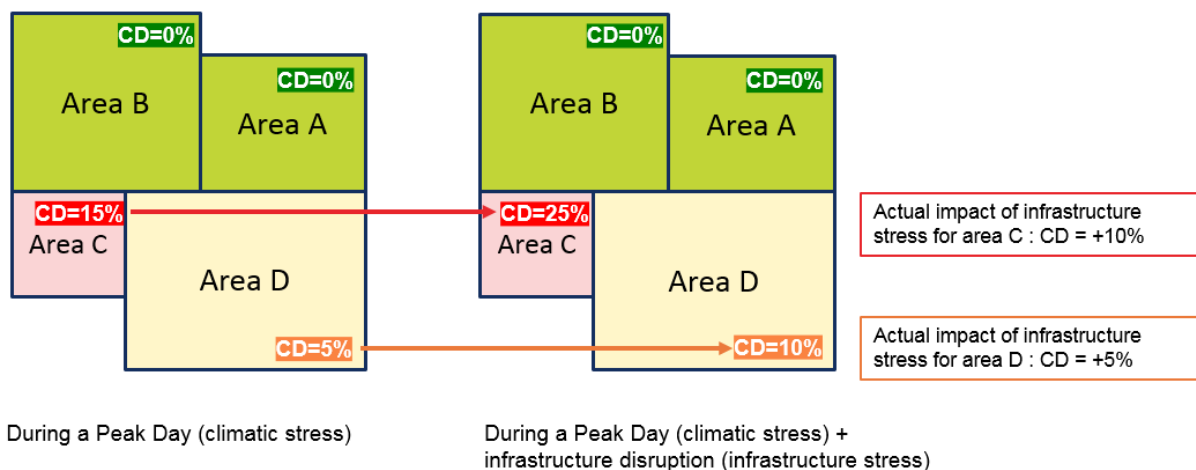 CD=0%
Area B
CD=0%
Area A
CD=15%
Area C
Area D
CD=5%
During a Peak Day (climatic stress)
CD=0%
Area B
CD=0%
Area A
CD=25%
Area C
Area D
CD=10%
During a Peak Day (climatic stress) +
infrastructure disruption (infrastructure stress)
Actual impact of infrastructure
stress for area C : CD = +10%
Actual impact of infrastructure
stress for area D : CD = +5%